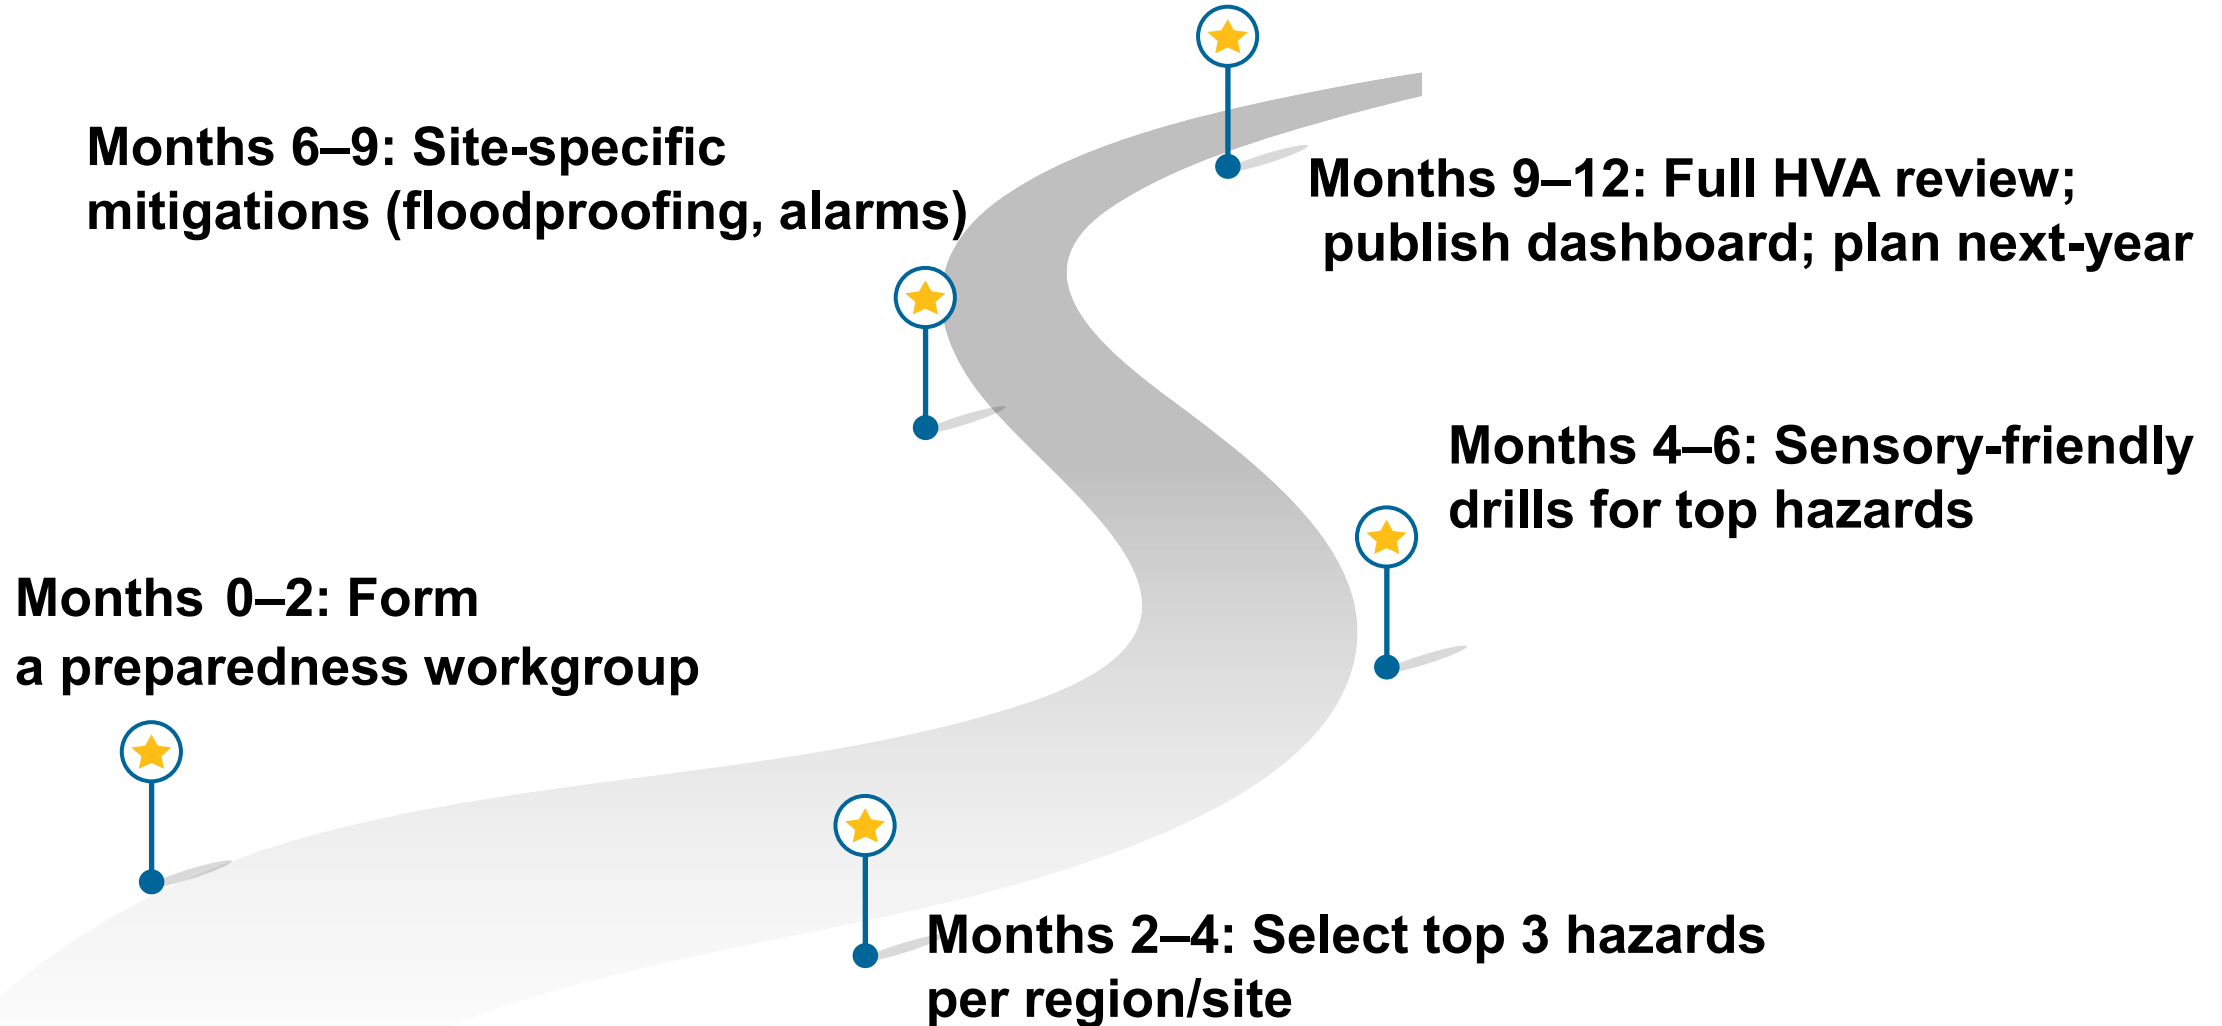 Months 6–9: Site-specific
mitigations (floodproofing, alarms)
Months 9–12: Full HVA review;
publish dashboard; plan next-year
Months 4–6: Sensory-friendly
drills for top hazards
Months 0–2: Form
a preparedness workgroup
Months 2–4: Select top 3 hazards
per region/site